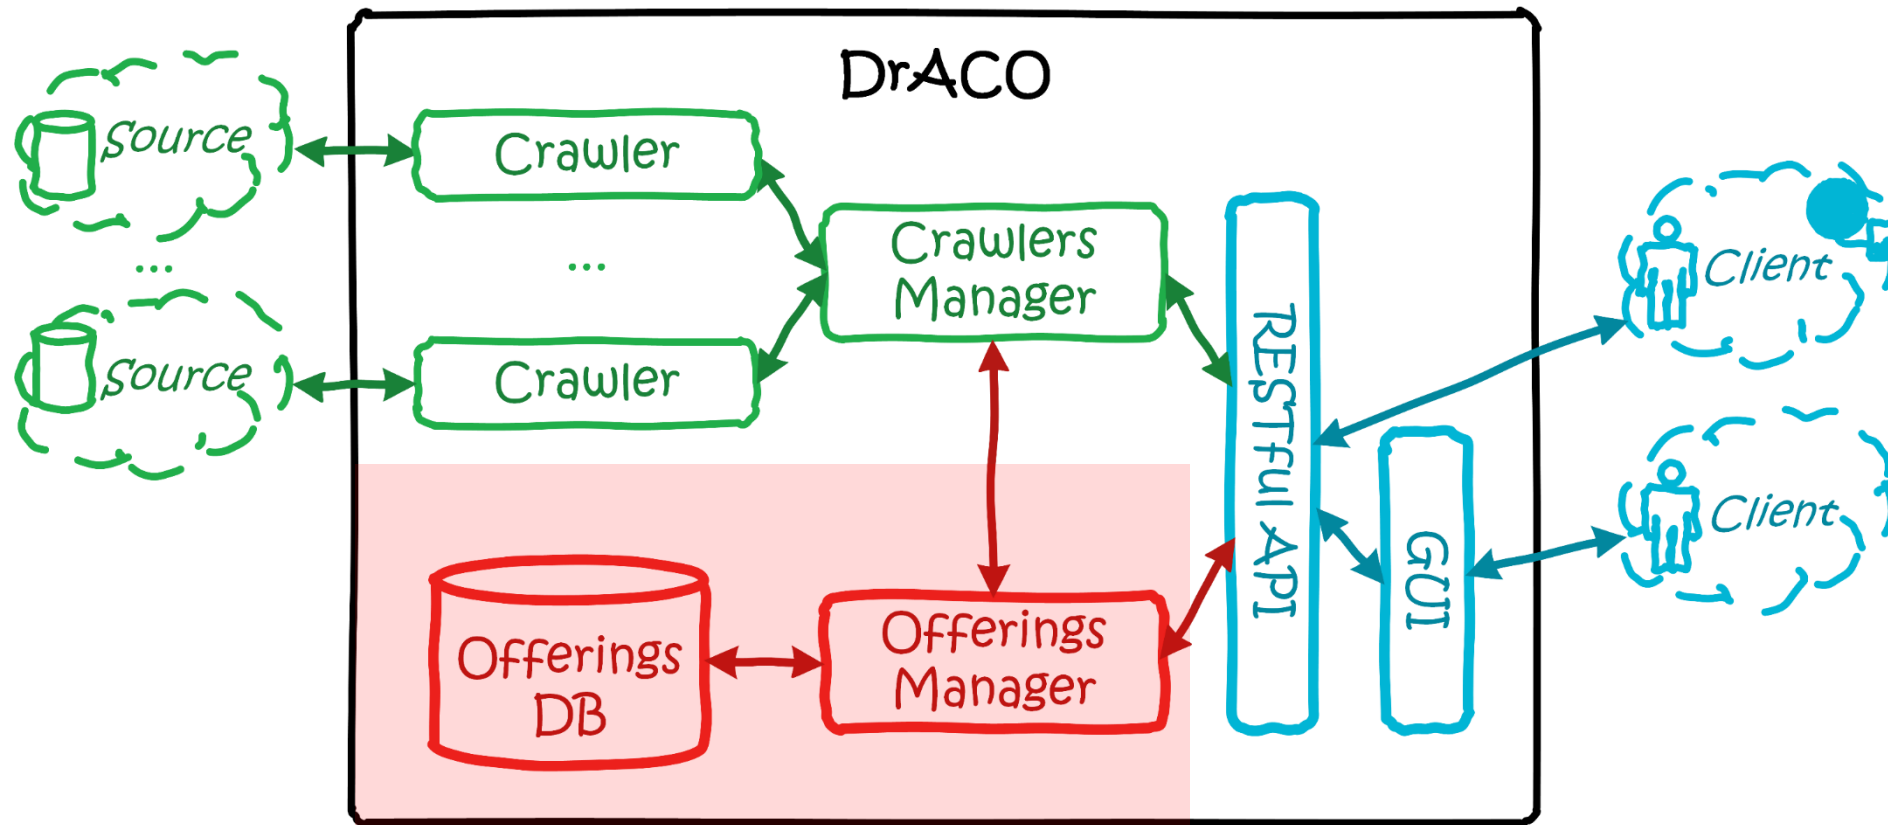 DrACO
Source
Crawler
...
...
Source
Crawler
Crawlers
Manager
RESTful API
GUI
Client
Client
Offerings
DB
Offerings
Manager